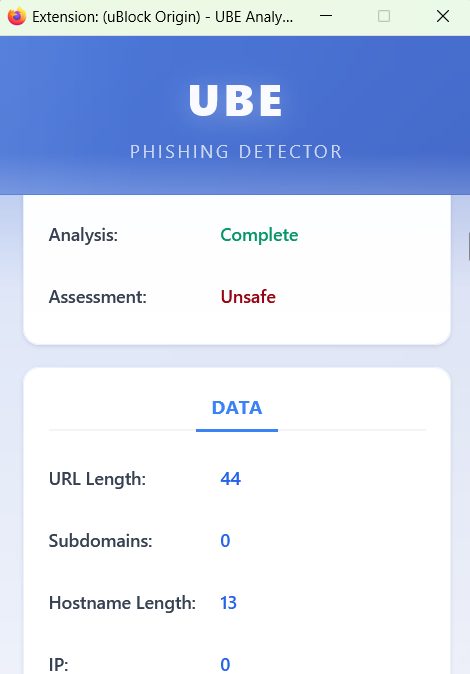 Extension: (uBlock Origin) - UBE Analy...
UBE
PHISHING DETECTOR
Analysis: Complete
Assessment: Unsafe
DATA
URL Length: 44
Subdomains: 0
Hostname Length: 13
IP: 0